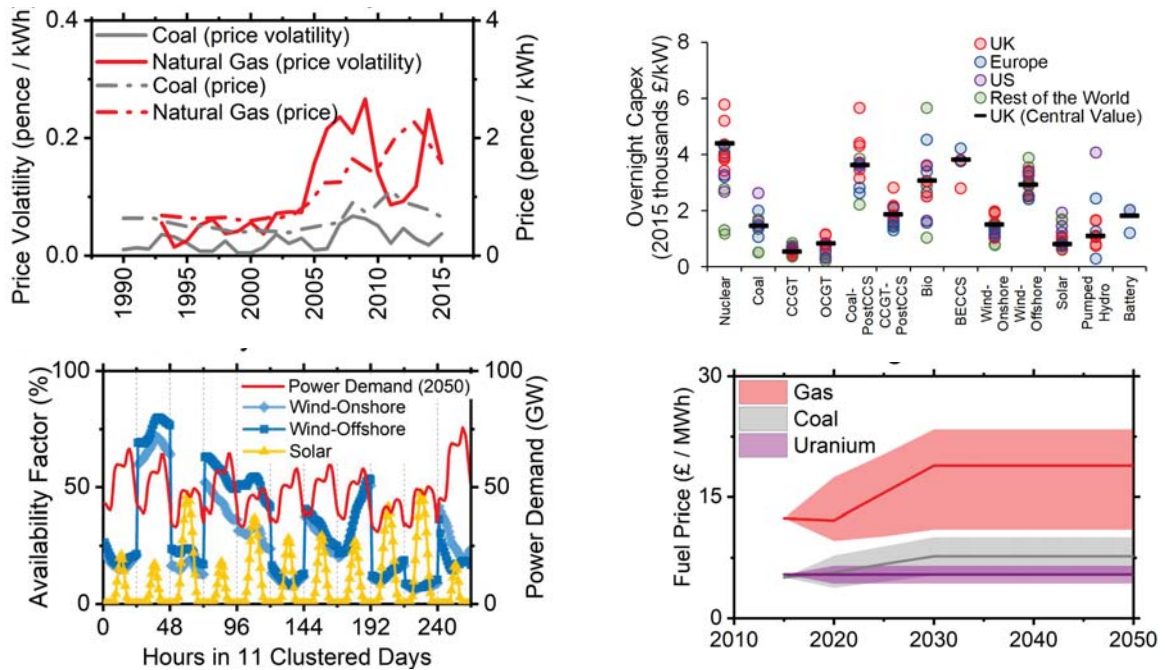 0.4
0.2
0.0
Price Volatility (pence / kWh)
Coal (price volatility)
Natural Gas (price volatility)
Coal (price)
Natural Gas (price)
4
2
0
Price (pence / kWh)
1990
1995
2000
2005
2010
2015
8
6
4
2
0
Overnight Capex
(2015 thousands £/kW)
UK
Europe
US
Rest of the World
UK (Central Value)
Nuclear
Coal
CCGT
OCGT
Coal-
PostCCS
CCGT-
PostCCS
Bio
BECCS
Wind-
Onshore
Wind-
Offshore
Solar
Pumped
Hydro
Battery
100
50
0
Availability Factor (%)
Power Demand (2050)
Wind-Onshore
Wind-Offshore
Solar
100
50
0
Power Demand (GW)
0 48 96 144 192 240
Hours in 11 Clustered Days
30
15
0
Fuel Price (£ / MWh)
Gas
Coal
Uranium
2010 2020 2030 2040 2050